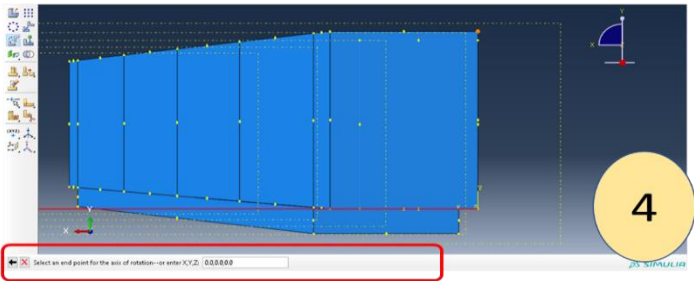 Y
X
4
Y
X
Select an end point for the axis of rotation--or enter X,Y,Z: 0.0,0.0,0.0
SIMULIA